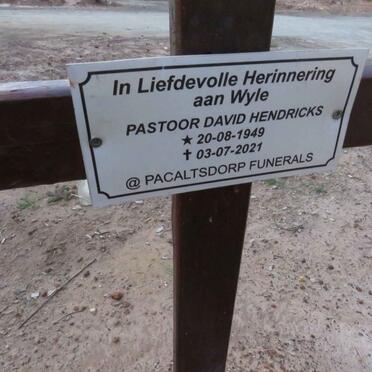 In Liefdevolle Herinnering
aan Wyle
PASTOOR DAVID HENDRICKS
★ 20-08-1949
✝ 03-07-2021
@ PACALTSDORP FUNERALS